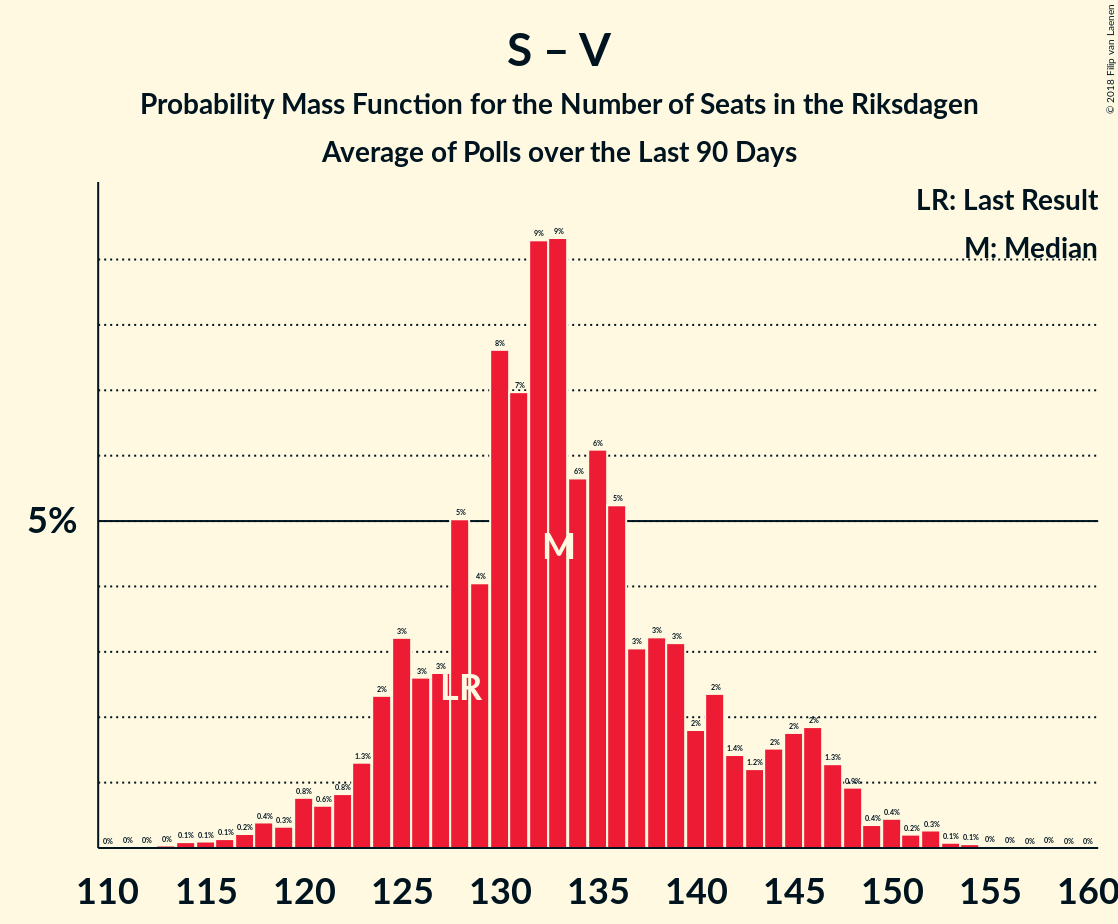 S – V
Probability Mass Function for the Number of Seats in the Riksdagen
Average of Polls over the Last 90 Days
© 2018 Filip van Laenen
LR: Last Result
M: Median
5%
0% 0% 0% 0% 0.1% 0.1% 0.1% 0.2% 0.4% 0.3% 0.8% 0.6% 0.8% 1.3% 2% 3% 3% 3% 5% 4% 8% 7% 9% 9% 6% 6% 5% 3% 3% 3% 2% 2% 1.4% 1.2% 2% 2% 2% 1.3% 0.9% 0.4% 0.4% 0.2% 0.3% 0.1% 0.1% 0% 0% 0% 0% 0% 0%
M
LR
110 115 120 125 130 135 140 145 150 155 160